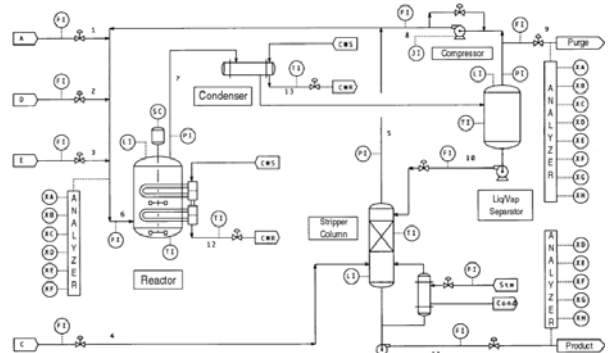 FI
8
FI
9
A
FI
1
JI
Compressor
Purge
CWS
7
TI
13
CWR
Condenser
LI
PI
XA
XB
XC
XD
XE
XF
XG
XH
ANALYZER
D
FI
2
SC
5
TI
E
FI
3
LI
PI
PI
FI
10
CWS
Liq/Vap
Separator
XA
XB
XC
XD
XE
XF
ANALYZER
6
FI
TI
12
CWR
TI
Reactor
Stripper
Column
TI
LI
FI
Stm
Cond
XD
XE
XF
XG
XH
ANALYZER
C
FI
4
FI
Product